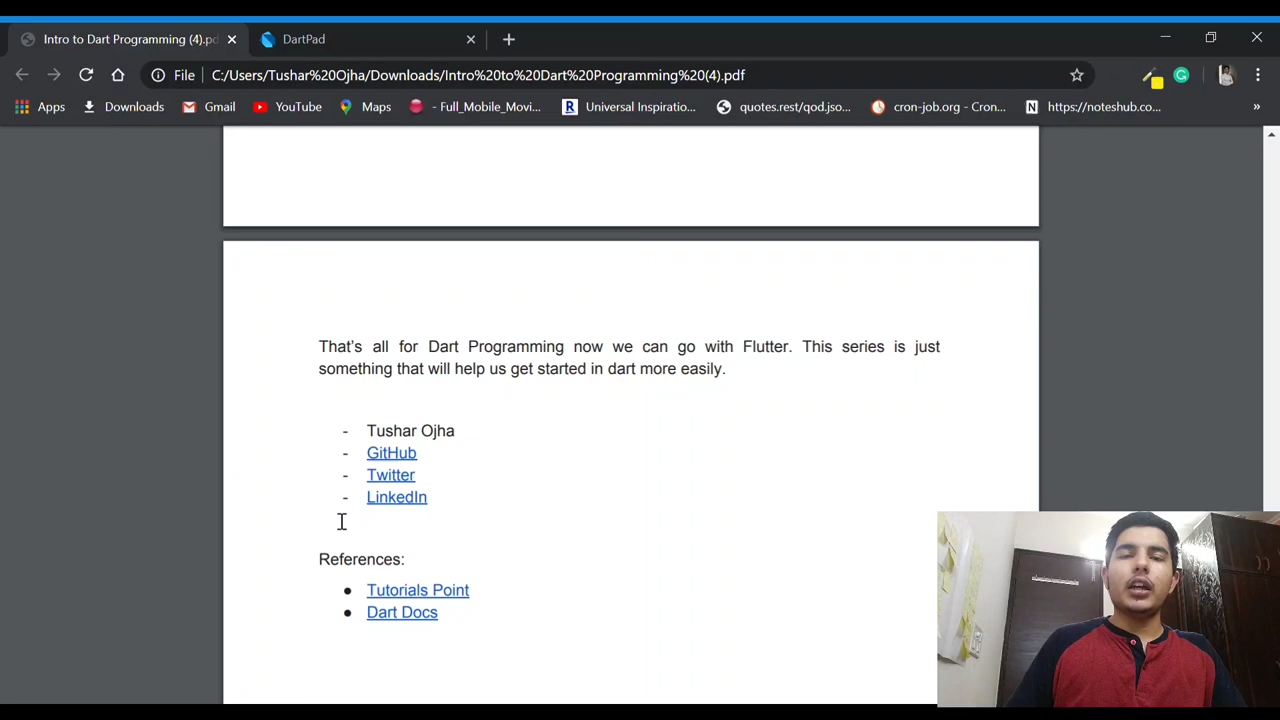 Intro to Dart Programming (4).pd
DartPad
File
C:/Users/Tushar%20Ojha/Downloads/Intro%20to%20Dart%20Programming%20(4).pdf
Apps
Downloads
Gmail
YouTube
Maps
- Full_Mobile_Movi...
Universal Inspiratio...
quotes.rest/qod.jso...
cron-job.org - Cron...
https://noteshub.co...
»
That's all for Dart Programming now we can go with Flutter. This series is just
something that will help us get started in dart more easily.
- Tushar Ojha
- GitHub
- Twitter
- LinkedIn
References:
● Tutorials Point
● Dart Docs